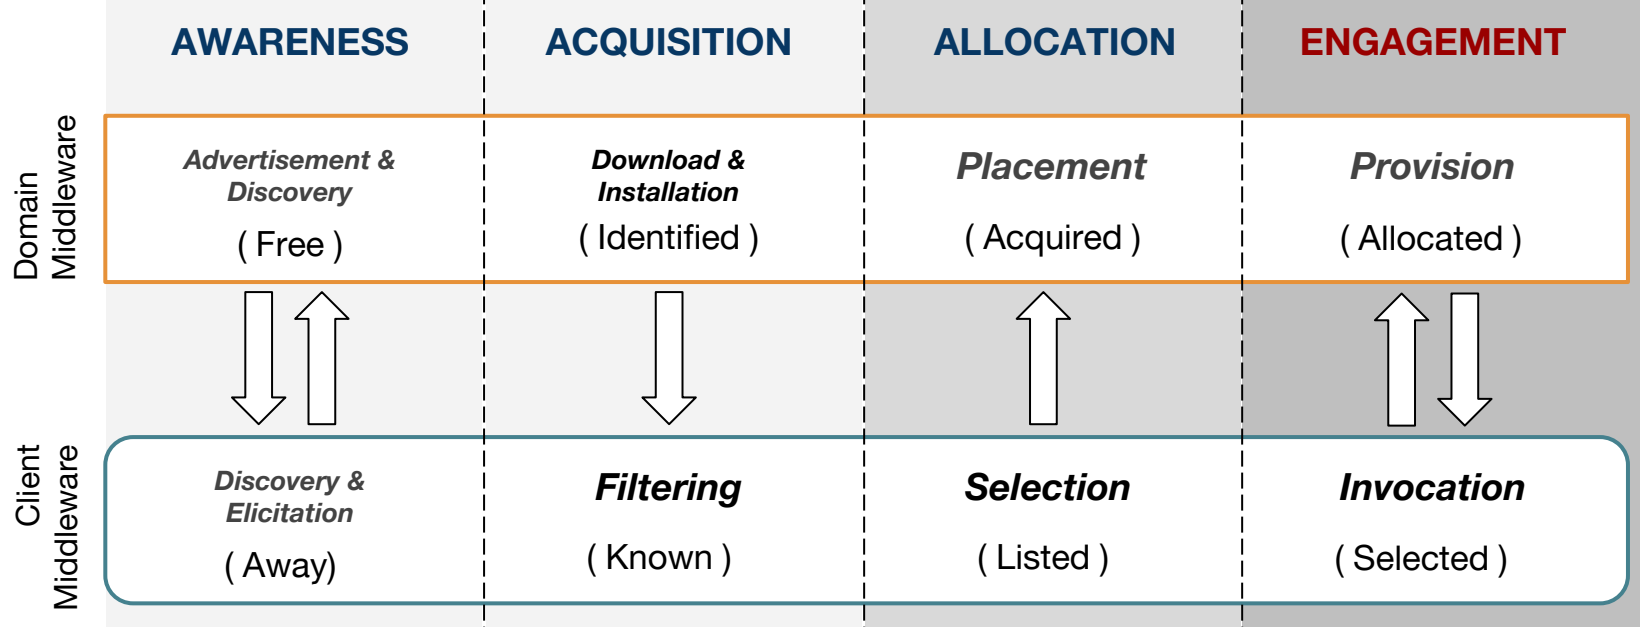 AWARENESS
ACQUISITION
ALLOCATION
ENGAGEMENT
Domain
Middleware
Advertisement &
Discovery
( Free )
Download &
Installation
( Identified )
Placement
( Acquired )
Provision
( Allocated )
Client
Middleware
Discovery &
Elicitation
( Away)
Filtering
( Known )
Selection
( Listed )
Invocation
( Selected )